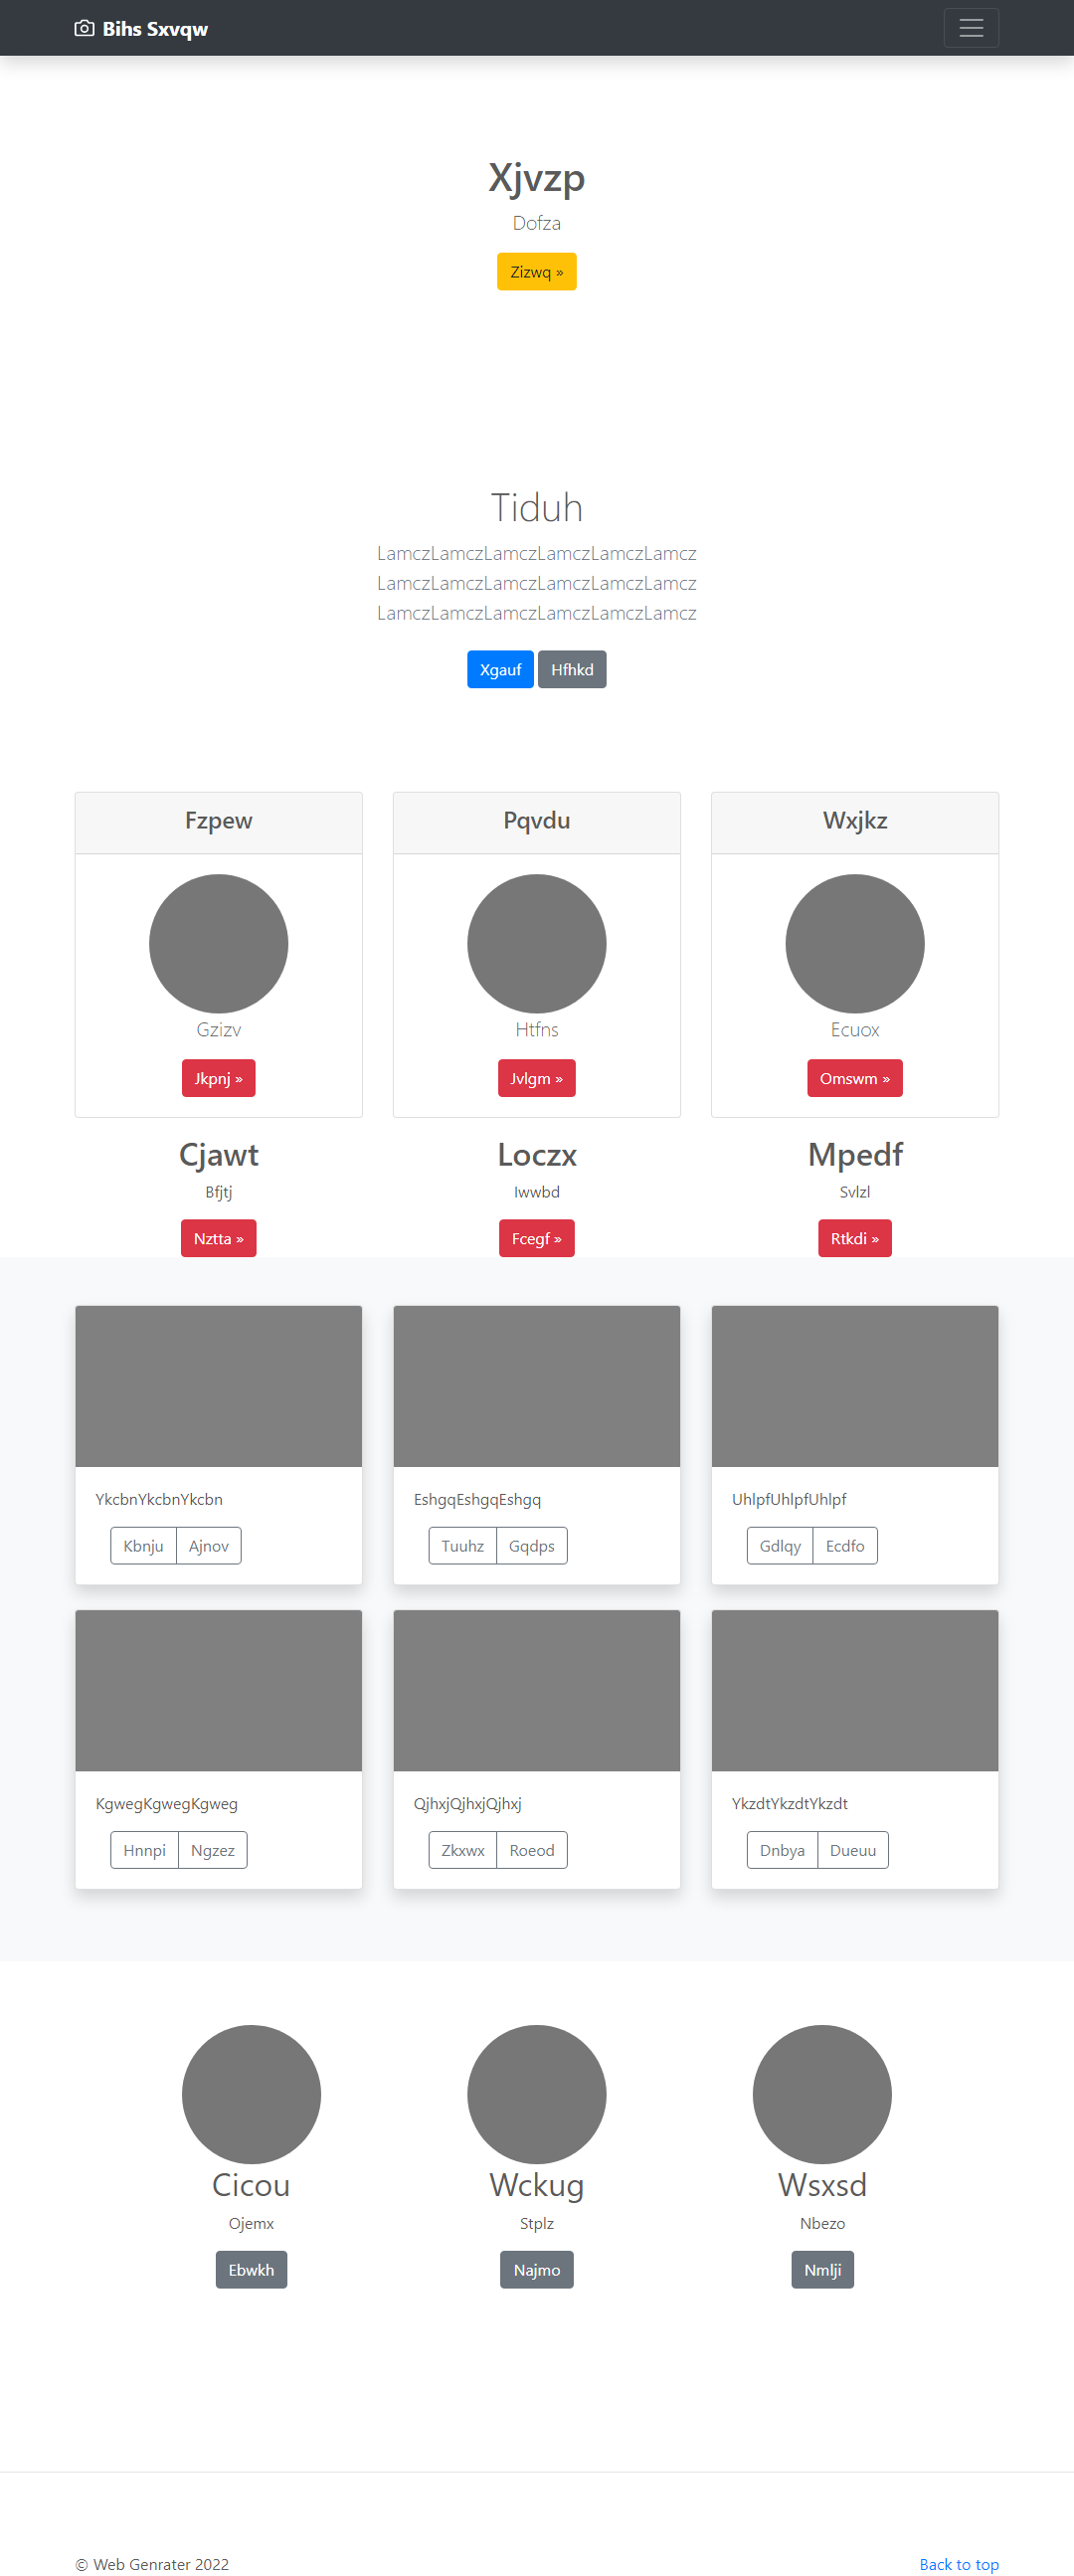 Bihs Sxvqw
Xjvzp
Dofza
Zizwq »
Tiduh
LamczLamczLamczLamczLamczLamcz
LamczLamczLamczLamczLamczLamcz
LamczLamczLamczLamczLamczLamcz
Xgauf Hfhkd
Fzpew Pqvdu Wxjkz
Gzizv Htfns Ecuox
Jkpnj » Jvlgm » Omswm »
Cjawt Loczx Mpedf
Bfjtj Iwwbd Svlzl
Nztta » Fcegf » Rtkdi »
YkcbnYkcbnYkcbn EshgqEshgqEshgq UhlpfUhlpfUhlpf
Kbnju Ajnov Tuuhz Gqdps Gdlqy Ecdfo
KgwegKgwegKgweg QjhxjQjhxjQjhxj YkzdtYkzdtYkzdt
Hnnpi Ngzez Zkxwx Roeod Dnbya Dueuu
Cicou Wckug Wsxsd
Ojemx Stplz Nbezo
Ebwkh Najmo Nmlji
© Web Genrater 2022 Back to top